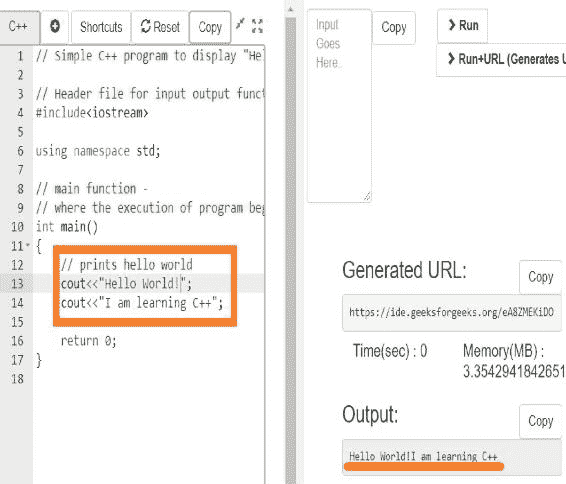 C++ Shortcuts Reset Copy
1 // Simple C++ program to display "Hel
2
3 // Header file for input output funct
4 #include<iostream>
5
6 using namespace std;
7
8 // main function -
9 // where the execution of program beg
10 int main()
11 {
12 // prints hello world
13 cout<<"Hello World!";
14 cout<<"I am learning C++";
15
16 return 0;
17 }
18
Input
Goes
Here..
Copy
Run
Run+URL (Generates U
Generated URL:
Copy
https://ide.geeksforgeeks.org/eA8ZMEKiDO
Time(sec) : 0
Memory(MB) :
3.3542941842651
Output:
Copy
Hello World!I am learning C++